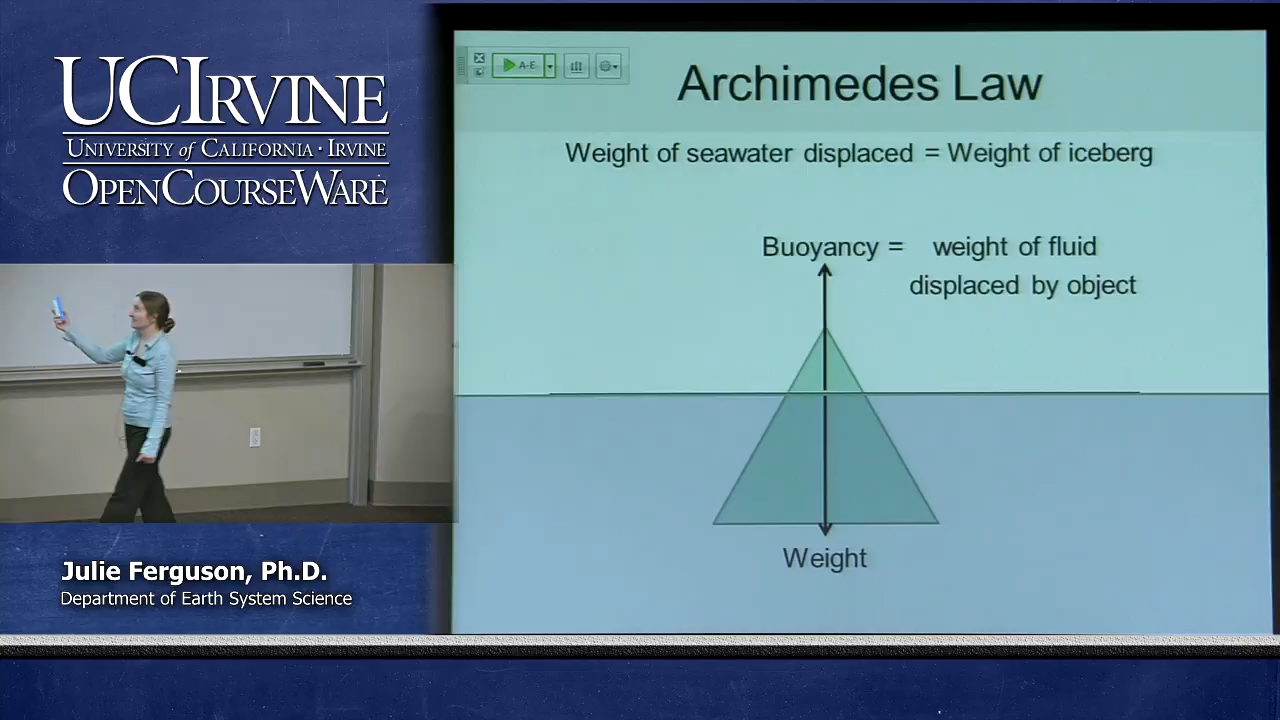 UCIRVINE
UNIVERSITY of CALIFORNIA · IRVINE
OPENCOURSEWARE
A-E
Archimedes Law
Weight of seawater displaced = Weight of iceberg
Buoyancy = weight of fluid
displaced by object
Weight
Julie Ferguson, Ph.D.
Department of Earth System Science